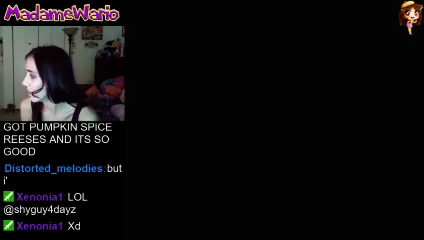 MadameWario
GOT PUMPKIN SPICE
REESES AND ITS SO
GOOD
Distorted_melodies: but
i'
Xenonia1: LOL
@shyguy4dayz
Xenonia1: Xd